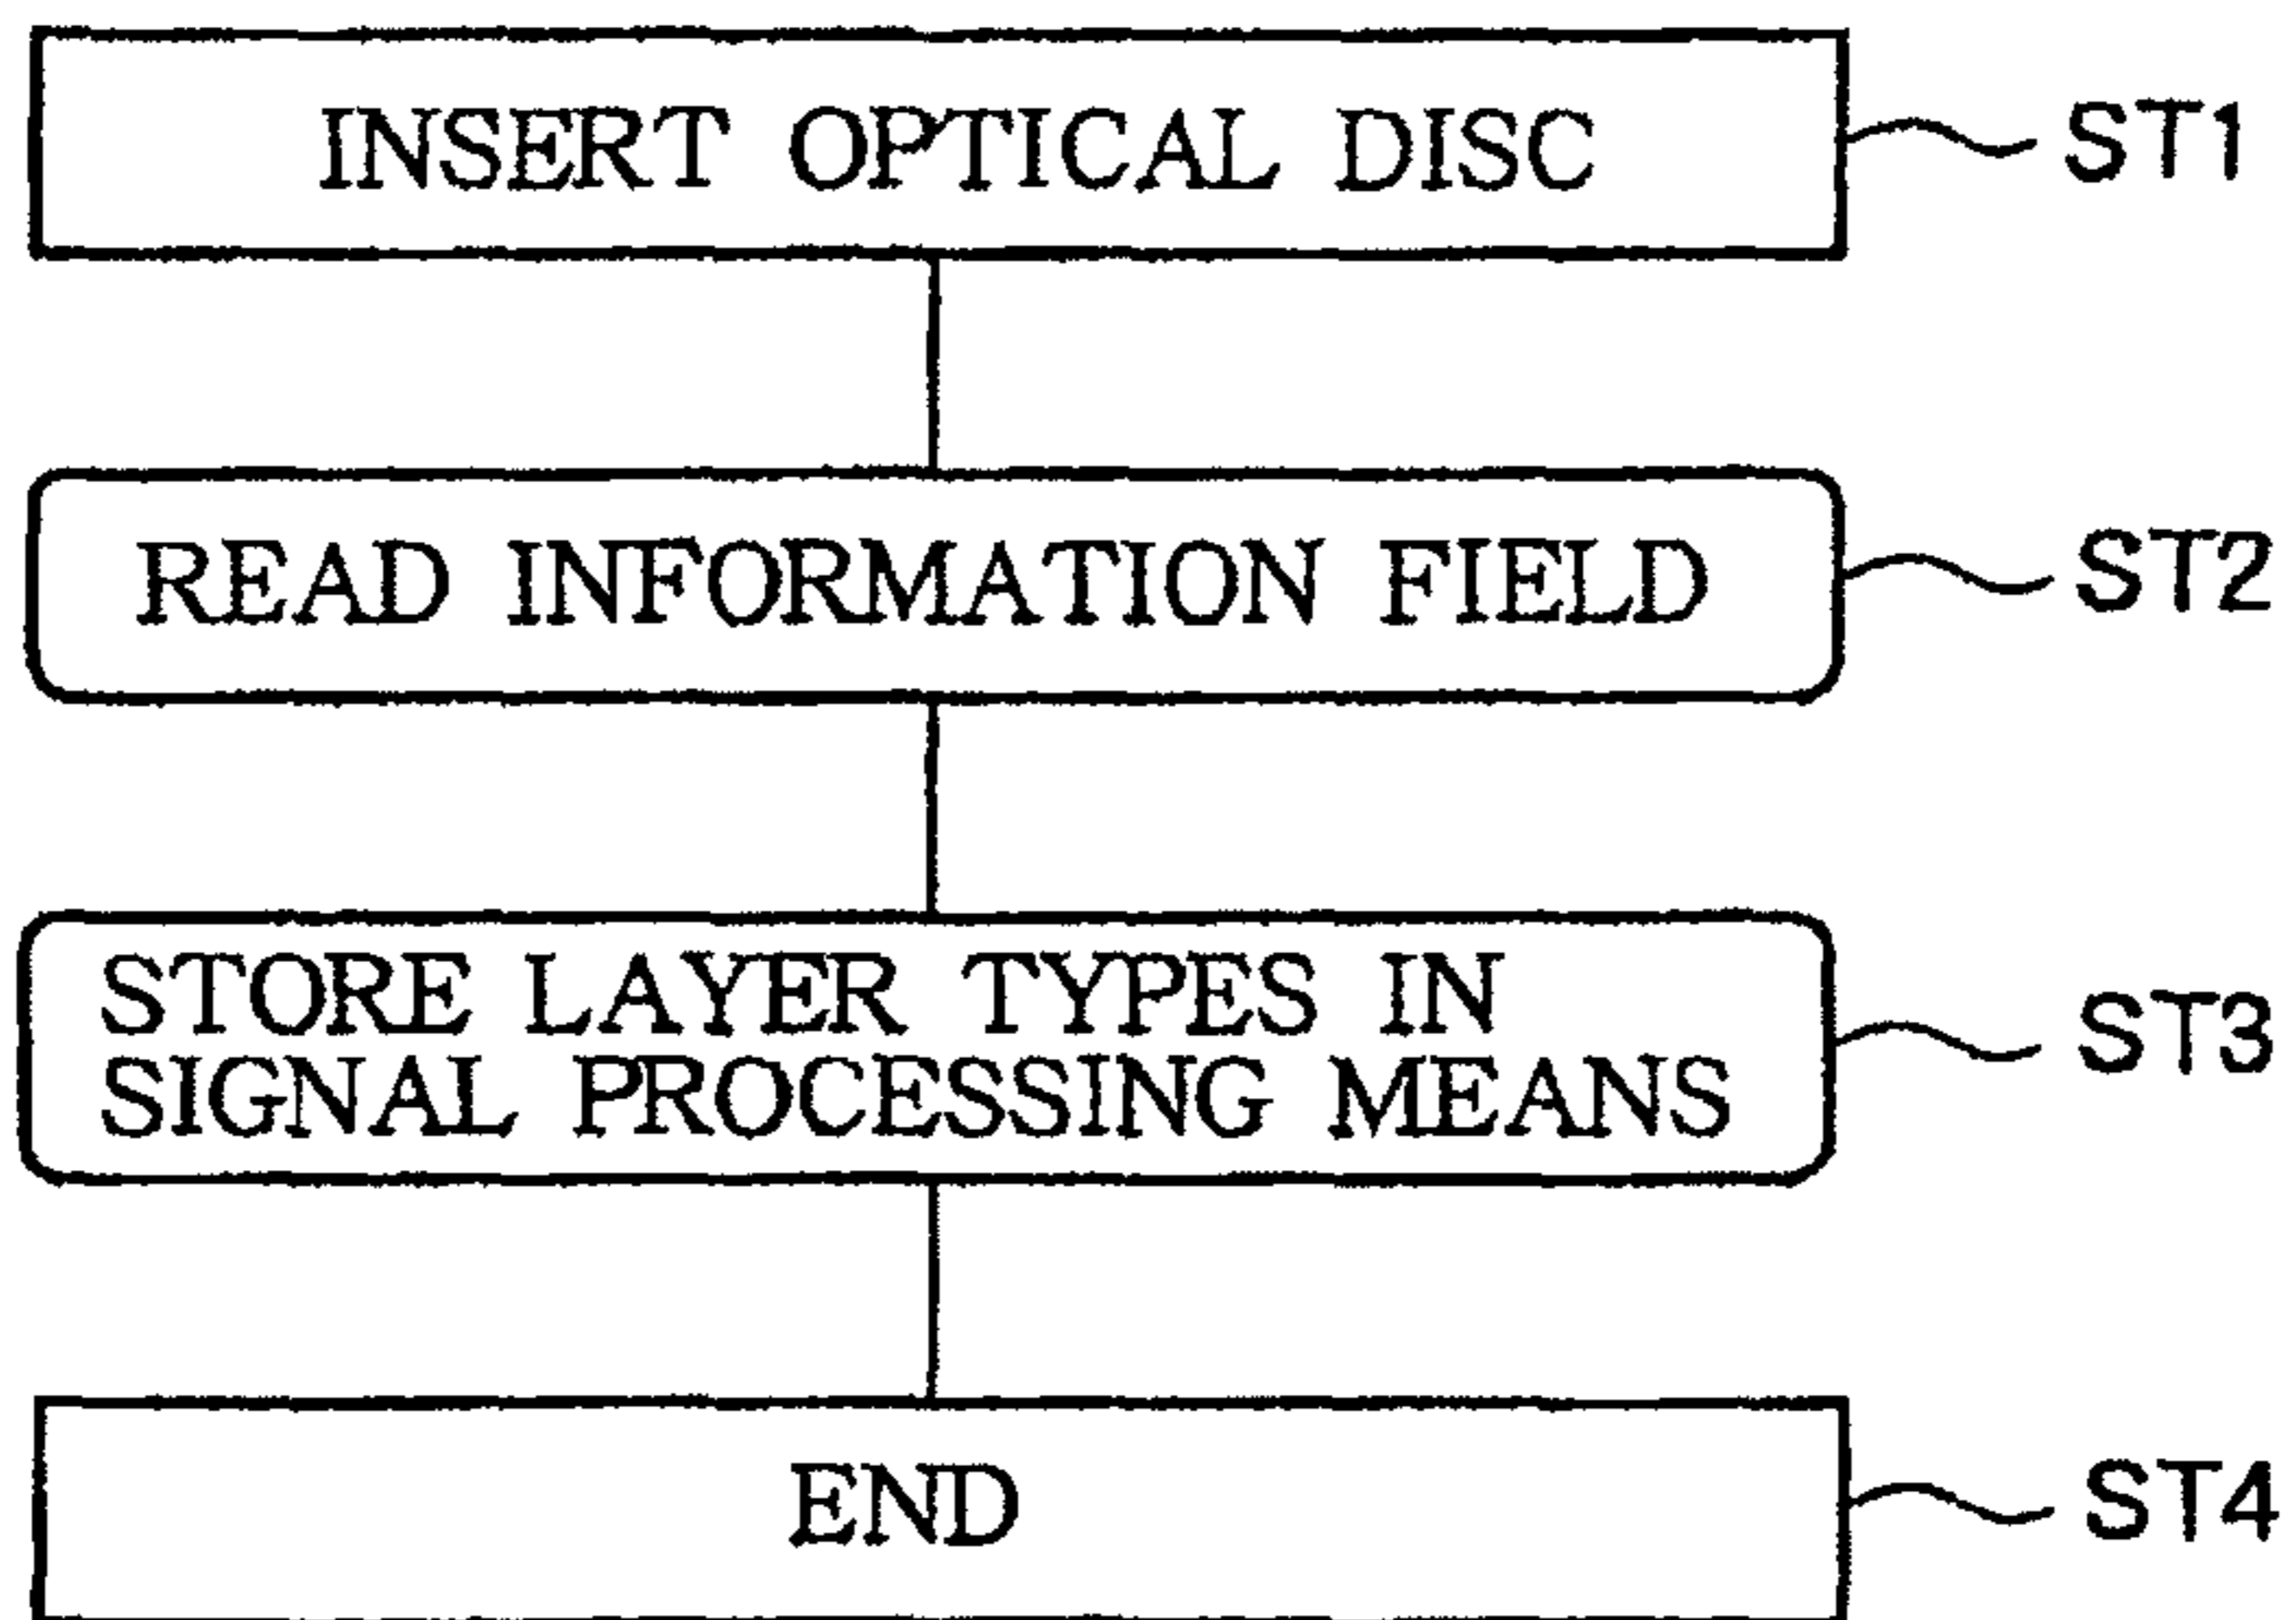 INSERT OPTICAL DISC
ST1
READ INFORMATION FIELD
ST2
STORE LAYER TYPES IN
SIGNAL PROCESSING MEANS
ST3
END
ST4